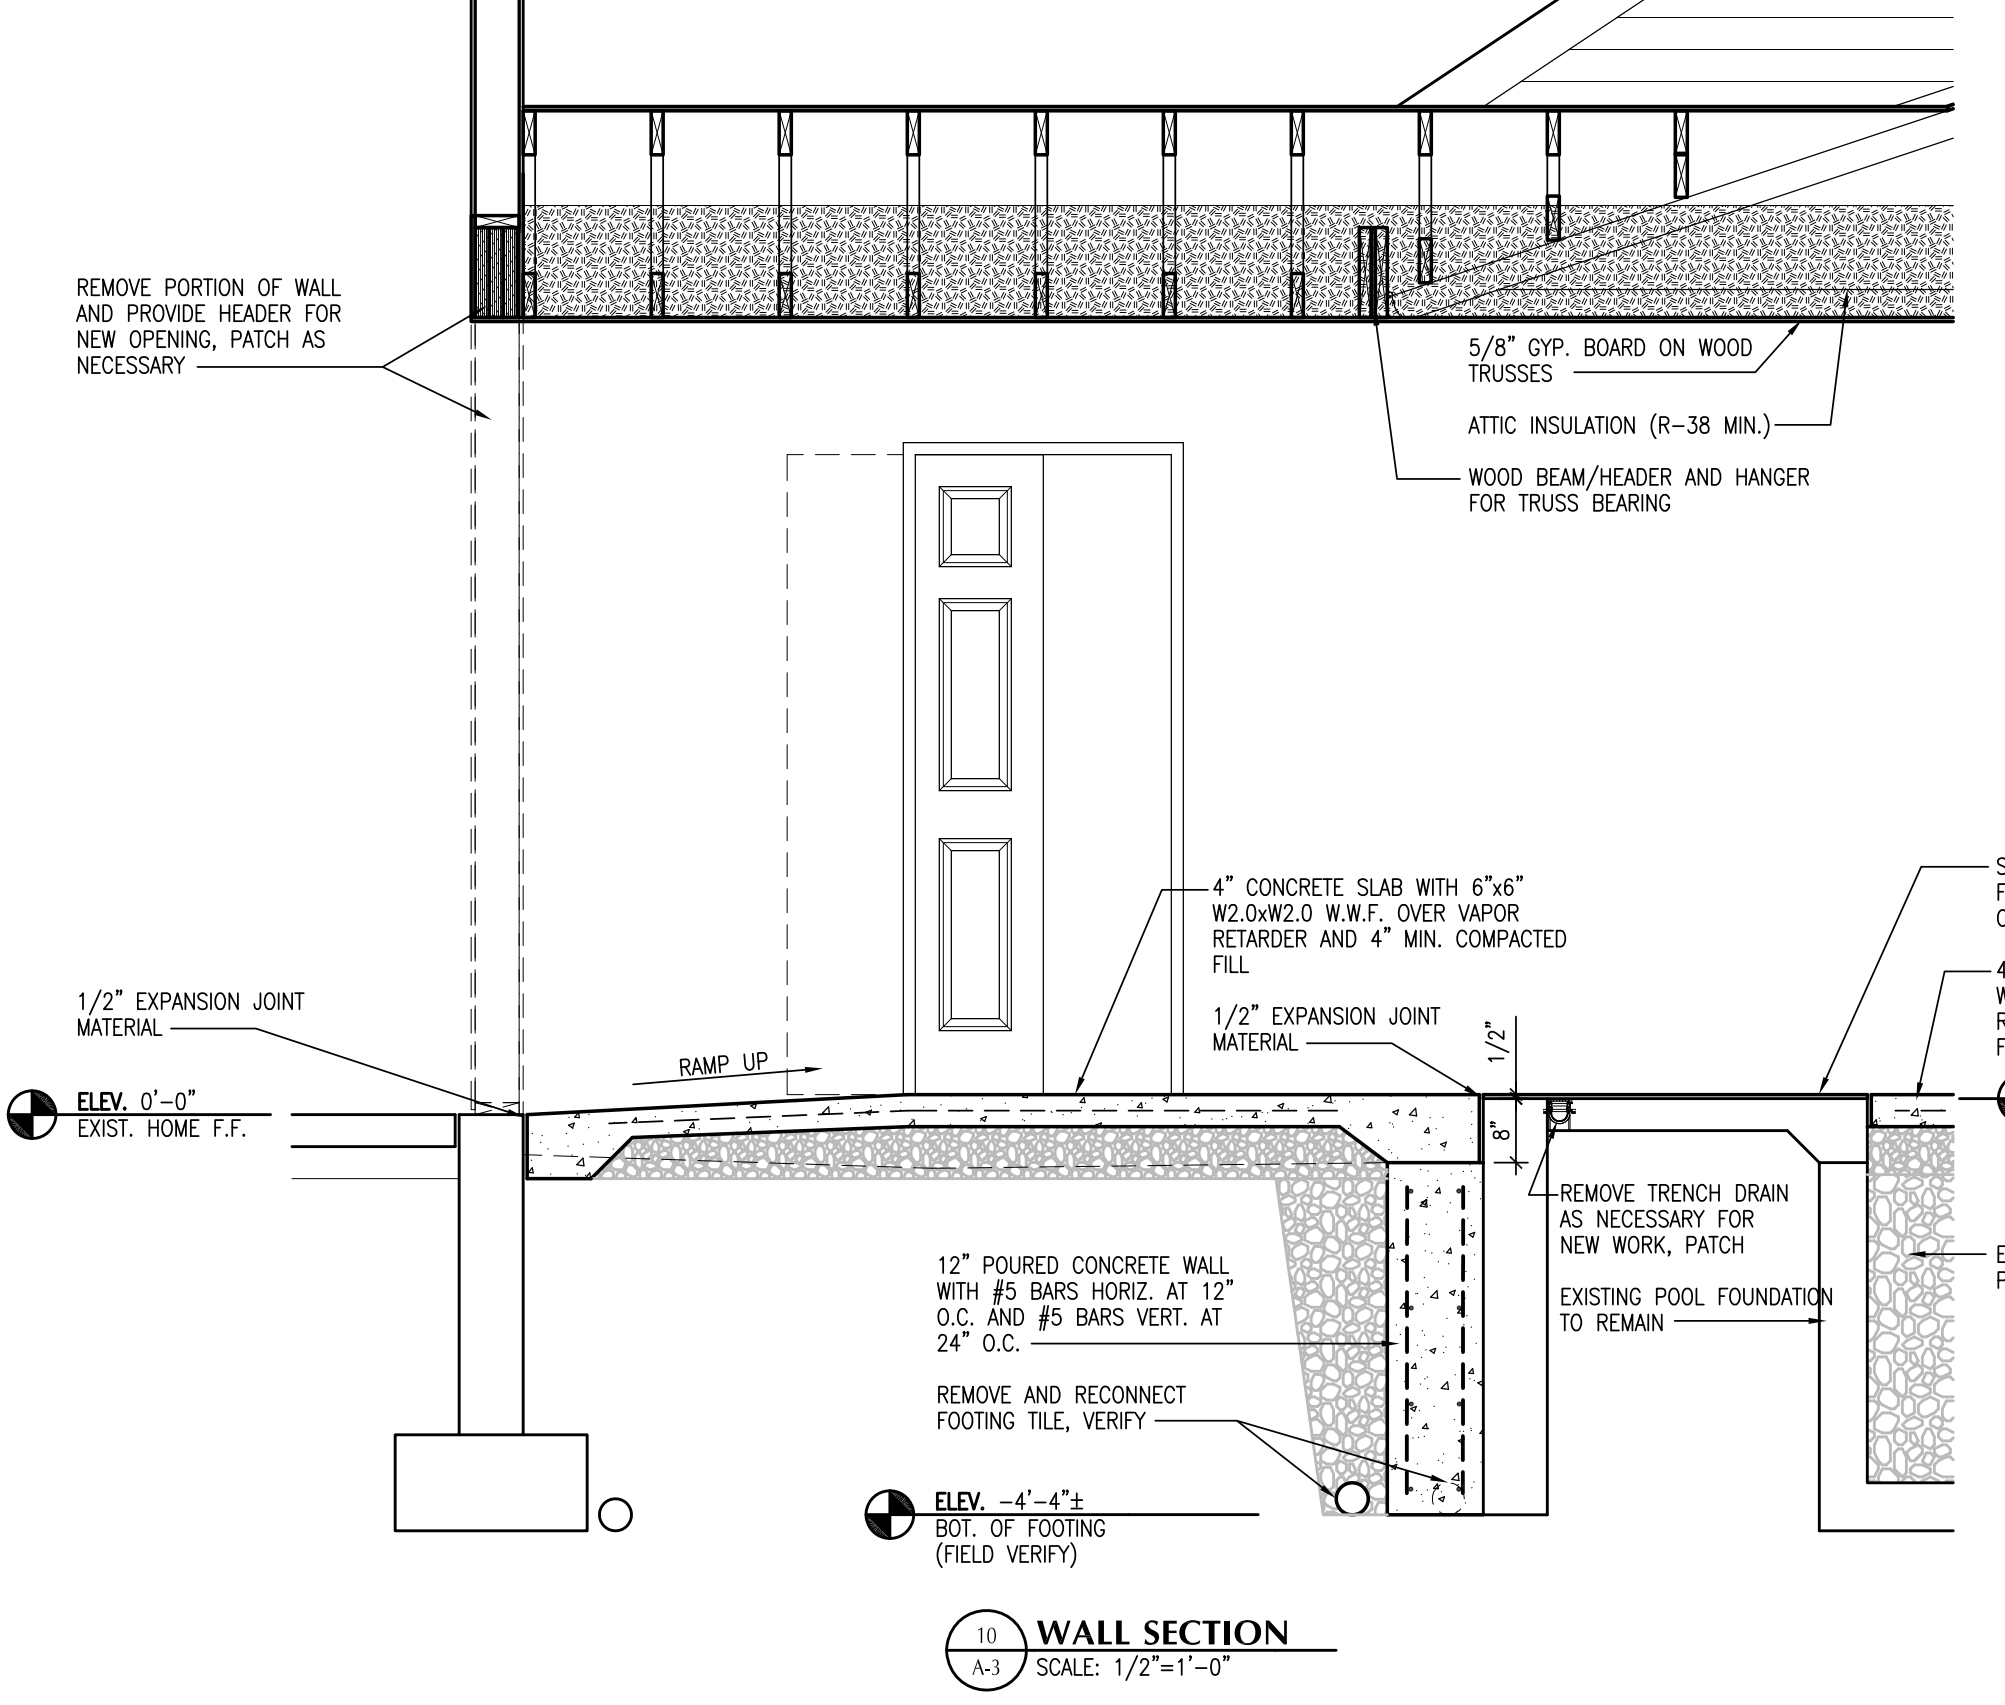 REMOVE PORTION OF WALL
AND PROVIDE HEADER FOR
NEW OPENING, PATCH AS
NECESSARY
5/8" GYP. BOARD ON WOOD
TRUSSES
ATTIC INSULATION (R-38 MIN.)
WOOD BEAM/HEADER AND HANGER
FOR TRUSS BEARING
4" CONCRETE SLAB WITH 6"x6"
W2.0xW2.0 W.W.F. OVER VAPOR
RETARDER AND 4" MIN. COMPACTED
FILL
1/2" EXPANSION JOINT
MATERIAL
1/2" EXPANSION JOINT
MATERIAL
RAMP UP
1/2"
8"
ELEV. 0'-0"
EXIST. HOME F.F.
S
F
C
4
W
R
F
REMOVE TRENCH DRAIN
AS NECESSARY FOR
NEW WORK, PATCH
EXISTING POOL FOUNDATION
TO REMAIN
E
P
12" POURED CONCRETE WALL
WITH #5 BARS HORIZ. AT 12"
O.C. AND #5 BARS VERT. AT
24" O.C.
REMOVE AND RECONNECT
FOOTING TILE, VERIFY
ELEV. -4'-4"±
BOT. OF FOOTING
(FIELD VERIFY)
10
A-3
WALL SECTION
SCALE: 1/2"=1'-0"